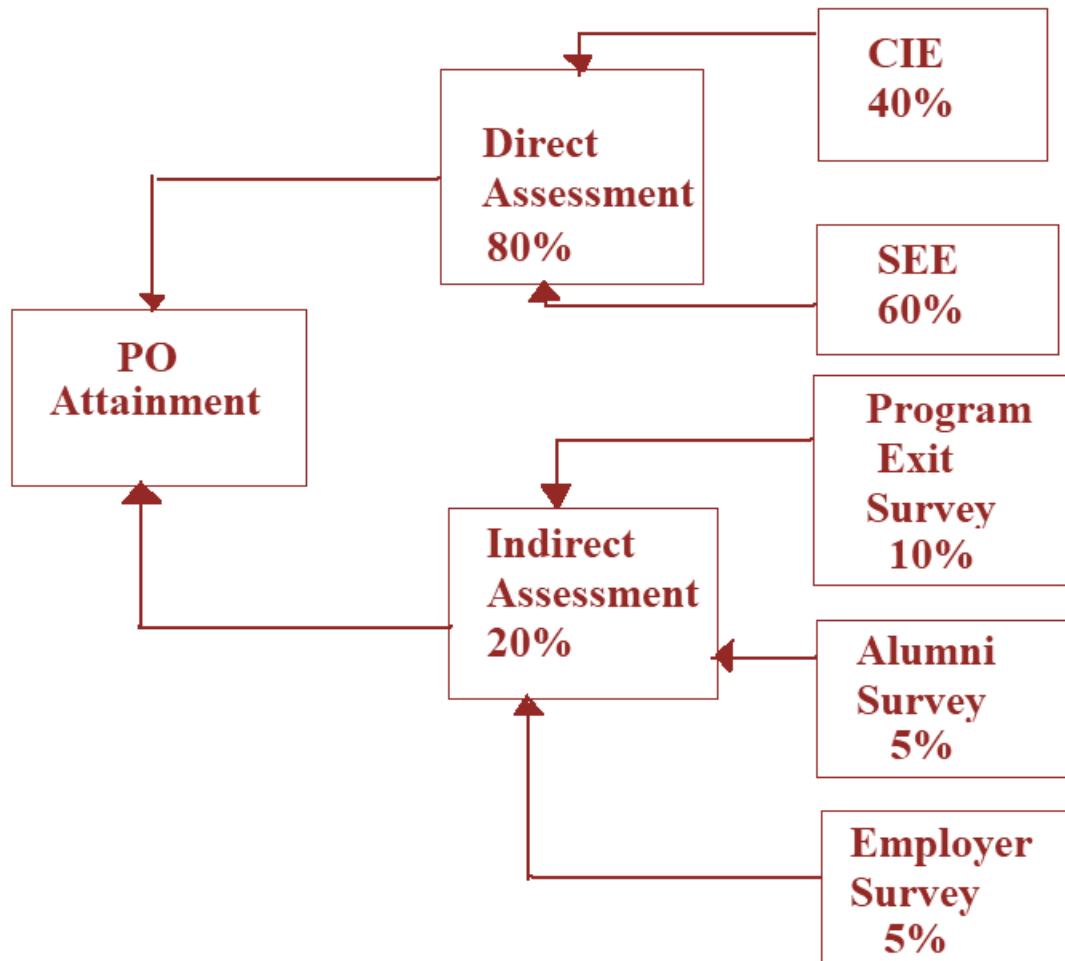 CIE
40%
Direct
Assessment
80%
SEE
60%
PO
Attainment
Program
Exit
Survey
10%
Indirect
Assessment
20%
Alumni
Survey
5%
Employer
Survey
5%